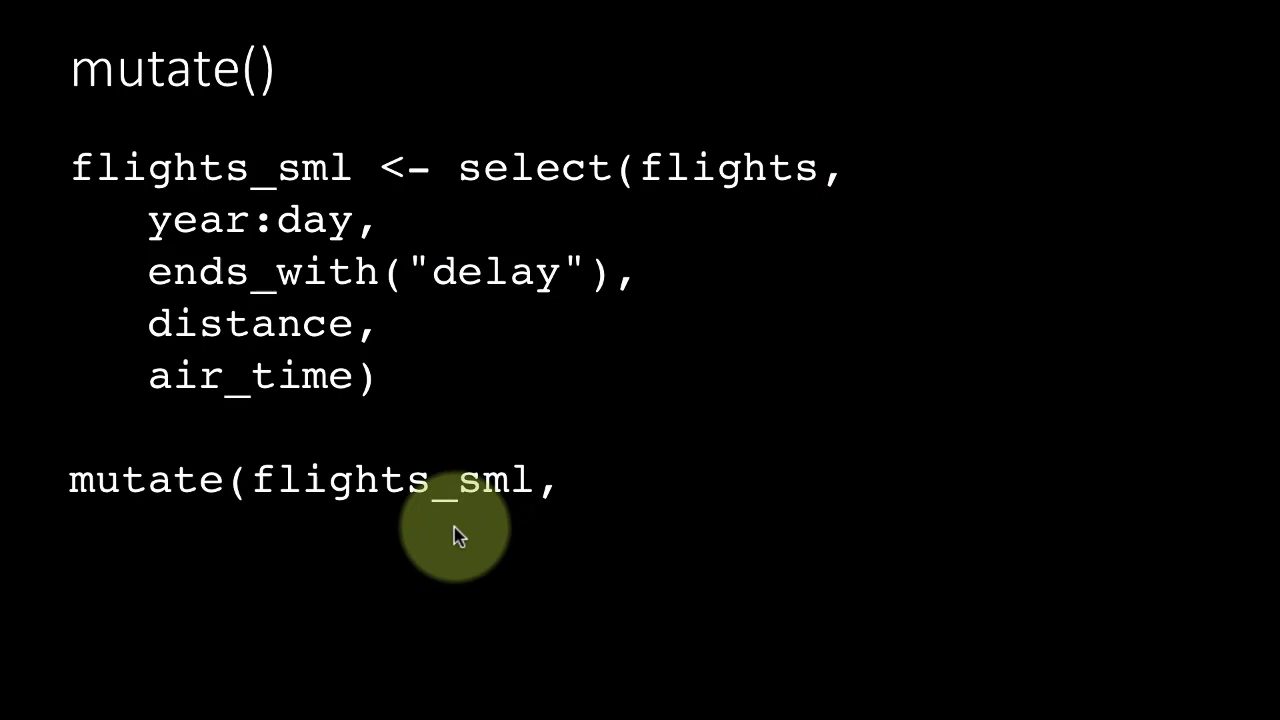 mutate()
flights_sml <- select(flights,
year:day,
ends_with("delay"),
distance,
air_time)
mutate(flights_sml,